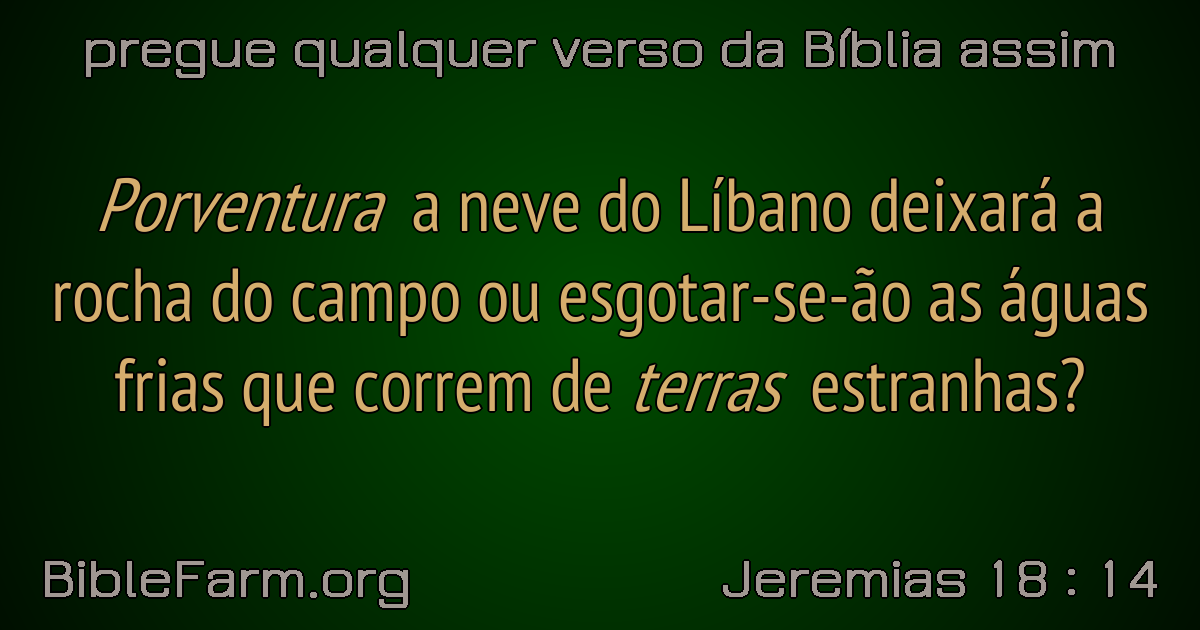 pregue qualquer verso da Bíblia assim
Porventura a neve do Líbano deixará a
rocha do campo ou esgotar-se-ão as águas
frias que correm de terras estranhas?
BibleFarm.org
Jeremias 18 : 14